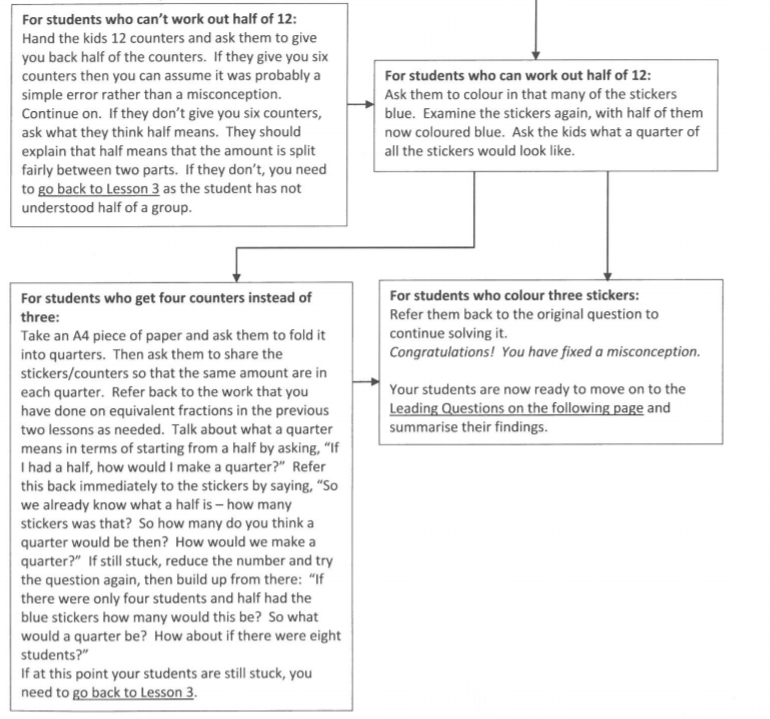 For students who can't work out half of 12:
Hand the kids 12 counters and ask them to give
you back half of the counters. If they give you six
counters then you can assume it was probably a
simple error rather than a misconception.
Continue on. If they don't give you six counters,
ask what they think half means. They should
explain that half means that the amount is split
fairly between two parts. If they don't, you need
to go back to Lesson 3 as the student has not
understood half of a group.
For students who can work out half of 12:
Ask them to colour in that many of the stickers
blue. Examine the stickers again, with half of them
now coloured blue. Ask the kids what a quarter of
all the stickers would look like.
For students who get four counters instead of
three:
Take an A4 piece of paper and ask them to fold it
into quarters. Then ask them to share the
stickers/counters so that the same amount are in
each quarter. Refer back to the work that you
have done on equivalent fractions in the previous
two lessons as needed. Talk about what a quarter
means in terms of starting from a half by asking, "If
I had a half, how would I make a quarter?" Refer
this back immediately to the stickers by saying, "So
we already know what a half is – how many
stickers was that? So how many do you think a
quarter would be then? How would we make a
quarter?" If still stuck, reduce the number and try
the question again, then build up from there: "If
there were only four students and half had the
blue stickers how many would this be? So what
would a quarter be? How about if there were eight
students?"
If at this point your students are still stuck, you
need to go back to Lesson 3.
For students who colour three stickers:
Refer them back to the original question to
continue solving it.
Congratulations! You have fixed a misconception.
Your students are now ready to move on to the
Leading Questions on the following page and
summarise their findings.